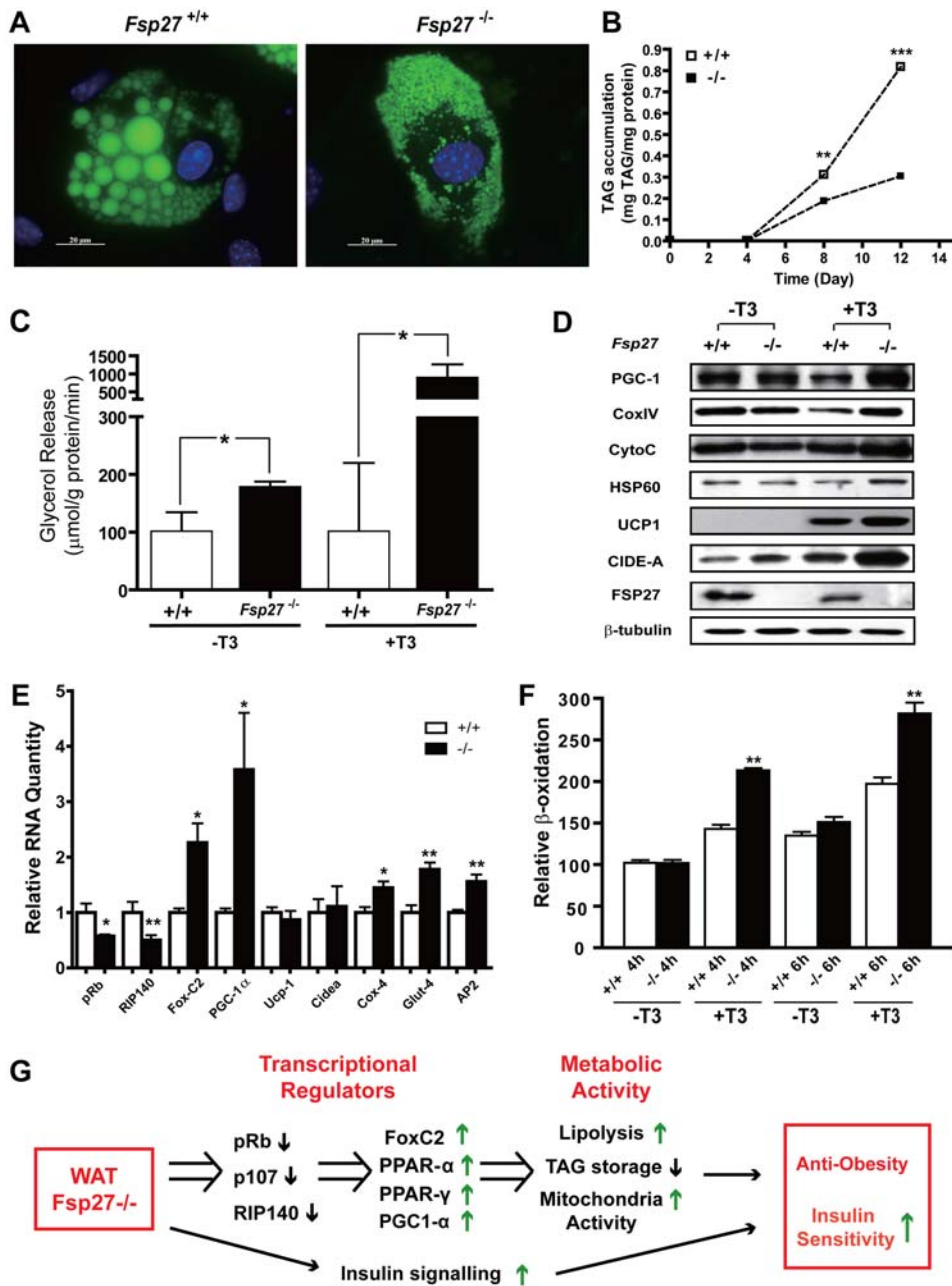 A
Fsp27 +/+
Fsp27 -/-
20 μm
20 μm
B
TAG accumulation
(mg TAG/mg protein)
0.9
0.8
0.7
0.6
0.5
0.4
0.3
0.2
0.1
0.0
+/+
-/-
**
***
0 2 4 6 8 10 12 14
Time (Day)
C
Glycerol Release
(μmol/g protein/min)
1500
1000
500
300
200
100
0
*
*
+/+ Fsp27 -/- +/+ Fsp27 -/-
-T3 +T3
D
-T3 +T3
Fsp27 +/+ -/- +/+ -/-
PGC-1
CoxIV
CytoC
HSP60
UCP1
CIDE-A
FSP27
β-tubulin
E
Relative RNA Quantity
5
4
2
1
0
+/+
-/-
* ** * * * ** **
pRb RIP140 Fox-C2 PGC-1α Ucp-1 Cidea Cox-4 Glut-4 AP2
F
Relative β-oxidation
300
250
200
150
100
50
0
** **
+/+ 4h -/- 4h +/+ 4h -/- 4h +/+ 6h -/- 6h +/+ 6h -/- 6h
-T3 +T3 -T3 +T3
G
Transcriptional
Regulators
Metabolic
Activity
WAT
Fsp27-/-
pRb ↓
p107 ↓
RIP140 ↓
FoxC2 ↑
PPAR-α ↑
PPAR-γ ↑
PGC1-α ↑
Lipolysis ↑
TAG storage ↓
Mitochondria ↑
Activity
Anti-Obesity
Insulin
Sensitivity ↑
Insulin signalling ↑